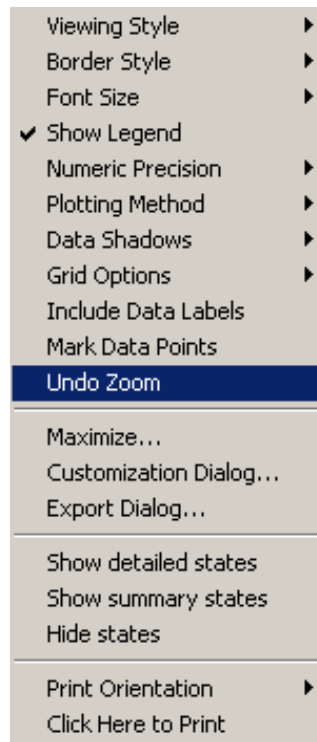 Viewing Style
Border Style
Font Size
Show Legend
Numeric Precision
Plotting Method
Data Shadows
Grid Options
Include Data Labels
Mark Data Points
Undo Zoom
Maximize...
Customization Dialog...
Export Dialog...
Show detailed states
Show summary states
Hide states
Print Orientation
Click Here to Print